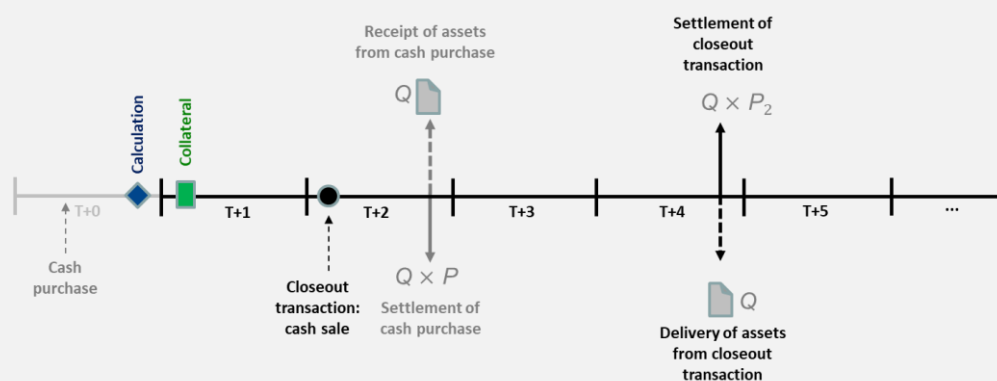 Receipt of assets
from cash purchase
Q
Settlement of
closeout
transaction
Q × P₂
Calculation
Collateral
T+0
T+1
T+2
T+3
T+4
T+5
...
Cash
purchase
Closeout
transaction:
cash sale
Q × P
Settlement of
cash purchase
Q
Delivery of assets
from closeout
transaction